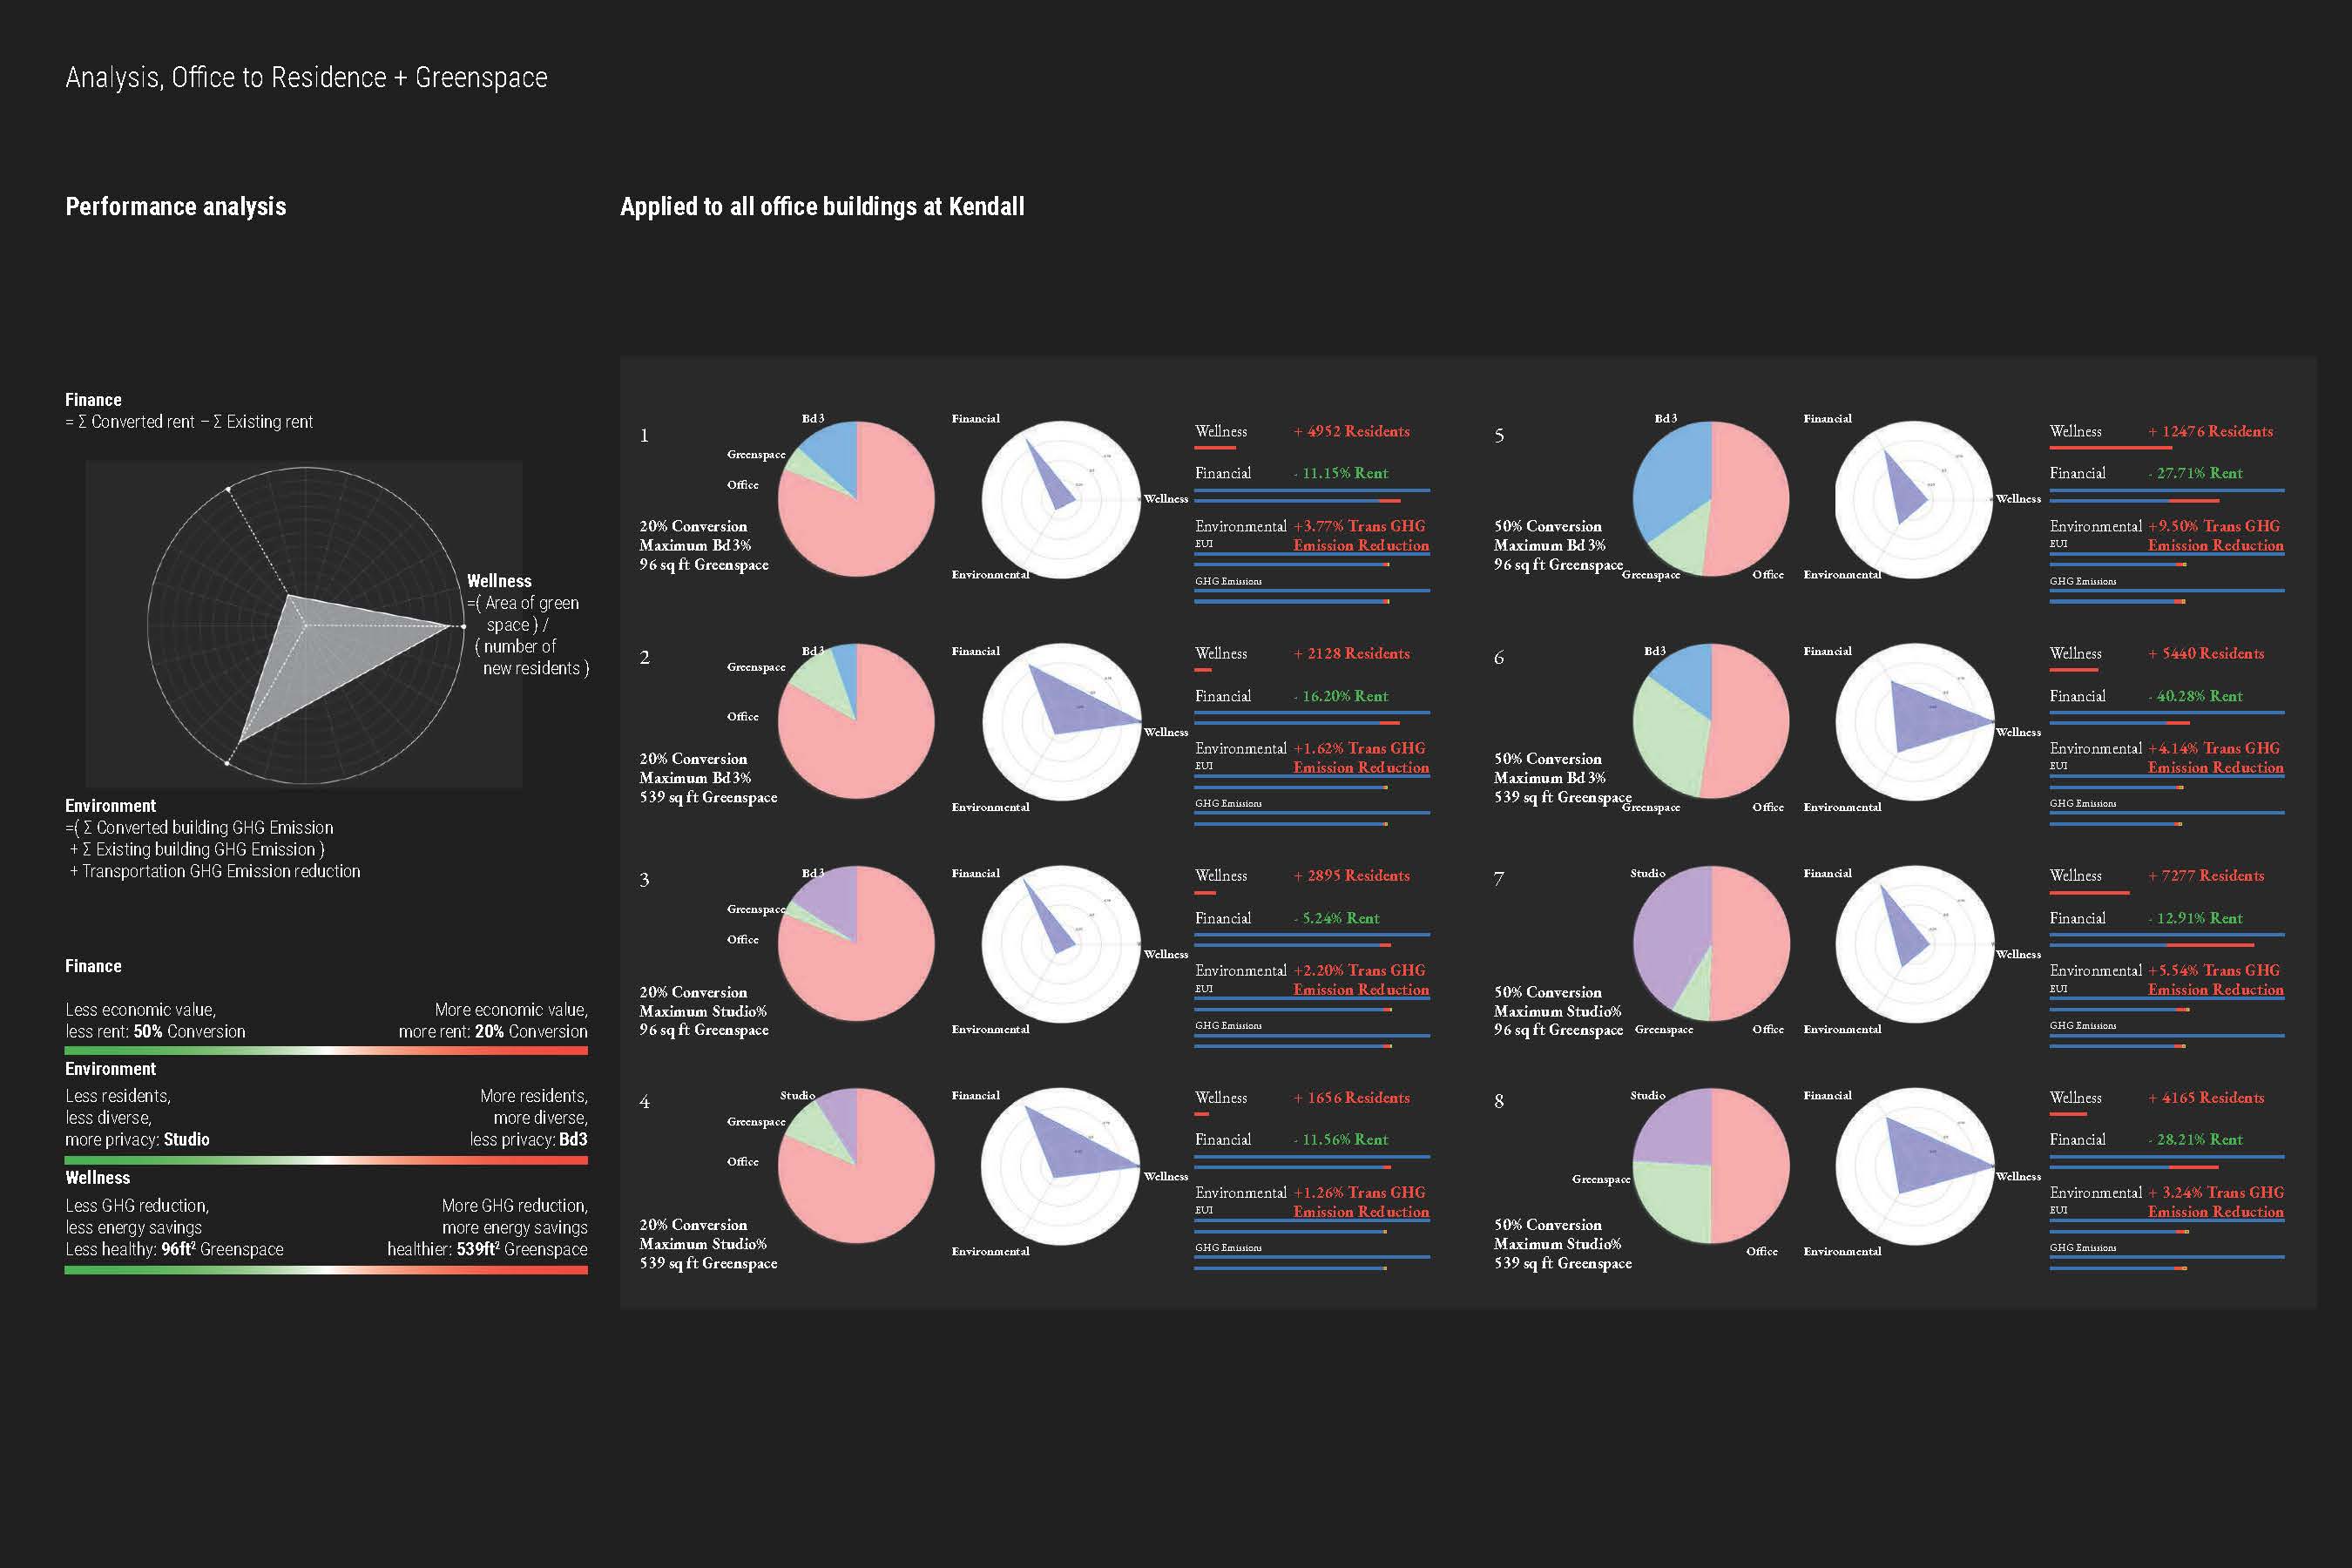 Analysis, Office to Residence + Greenspace
Performance analysis
Finance
= Σ Converted rent – Σ Existing rent
Wellness
=( Area of green
space ) /
( number of
new residents )
Environment
=( Σ Converted building GHG Emission
+ Σ Existing building GHG Emission )
+ Transportation GHG Emission reduction
Finance
Less economic value,
less rent: 50% Conversion
More economic value,
more rent: 20% Conversion
Environment
Less residents,
less diverse,
more privacy: Studio
More residents,
more diverse,
less privacy: Bd3
Wellness
Less GHG reduction,
less energy savings
Less healthy: 96ft² Greenspace
More GHG reduction,
more energy savings
healthier: 539ft² Greenspace
Applied to all office buildings at Kendall
1
Bd3
Greenspace
Office
20% Conversion
Maximum Bd 3%
96 sq ft Greenspace
Financial
Wellness
Environmental
Wellness + 4952 Residents
Financial - 11.15% Rent
Environmental +3.77% Trans GHG
EUI Emission Reduction
GHG Emissions
2
Bd3
Greenspace
Office
20% Conversion
Maximum Bd 3%
539 sq ft Greenspace
Financial
Wellness
Environmental
Wellness + 2128 Residents
Financial - 16.20% Rent
Environmental +1.62% Trans GHG
EUI Emission Reduction
GHG Emissions
3
Bd3
Greenspace
Office
20% Conversion
Maximum Studio%
96 sq ft Greenspace
Financial
Wellness
Environmental
Wellness + 2895 Residents
Financial - 5.24% Rent
Environmental +2.20% Trans GHG
EUI Emission Reduction
GHG Emissions
4
Studio
Greenspace
Office
20% Conversion
Maximum Studio%
539 sq ft Greenspace
Financial
Wellness
Environmental
Wellness + 1656 Residents
Financial - 11.56% Rent
Environmental +1.26% Trans GHG
EUI Emission Reduction
GHG Emissions
5
Bd3
50% Conversion
Maximum Bd 3%
96 sq ft Greenspace
Greenspace
Office
Financial
Wellness
Environmental
Wellness + 12476 Residents
Financial - 27.71% Rent
Environmental +9.50% Trans GHG
EUI Emission Reduction
GHG Emissions
6
Bd3
50% Conversion
Maximum Bd 3%
539 sq ft Greenspace
Greenspace
Office
Financial
Wellness
Environmental
Wellness + 5440 Residents
Financial - 40.28% Rent
Environmental +4.14% Trans GHG
EUI Emission Reduction
GHG Emissions
7
Studio
50% Conversion
Maximum Studio%
96 sq ft Greenspace
Greenspace
Office
Financial
Wellness
Environmental
Wellness + 7277 Residents
Financial - 12.91% Rent
Environmental +5.54% Trans GHG
EUI Emission Reduction
GHG Emissions
8
Studio
Greenspace
50% Conversion
Maximum Studio%
539 sq ft Greenspace
Office
Financial
Wellness
Environmental
Wellness + 4165 Residents
Financial - 28.21% Rent
Environmental + 3.24% Trans GHG
EUI Emission Reduction
GHG Emissions